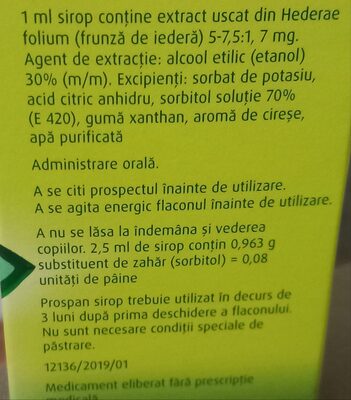 1 ml sirop conține extract uscat din Hederae
folium (frunză de iederă) 5-7,5:1, 7 mg.
Agent de extracție: alcool etilic (etanol)
30% (m/m). Excipienți: sorbat de potasiu,
acid citric anhidru, sorbitol soluție 70%
(E 420), gumă xanthan, aromă de cireșe,
apă purificată
Administrare orală.
A se citi prospectul înainte de utilizare.
A se agita energic flaconul înainte de utilizare.
A nu se lăsa la îndemâna și vederea
copiilor. 2,5 ml de sirop conțin 0,963 g
substituent de zahăr (sorbitol) = 0,08
unități de pâine
Prospan sirop trebuie utilizat în decurs de
3 luni după prima deschidere a flaconului.
Nu sunt necesare condiții speciale de
păstrare.
12136/2019/01
Medicament eliberat fără prescripție
medicală